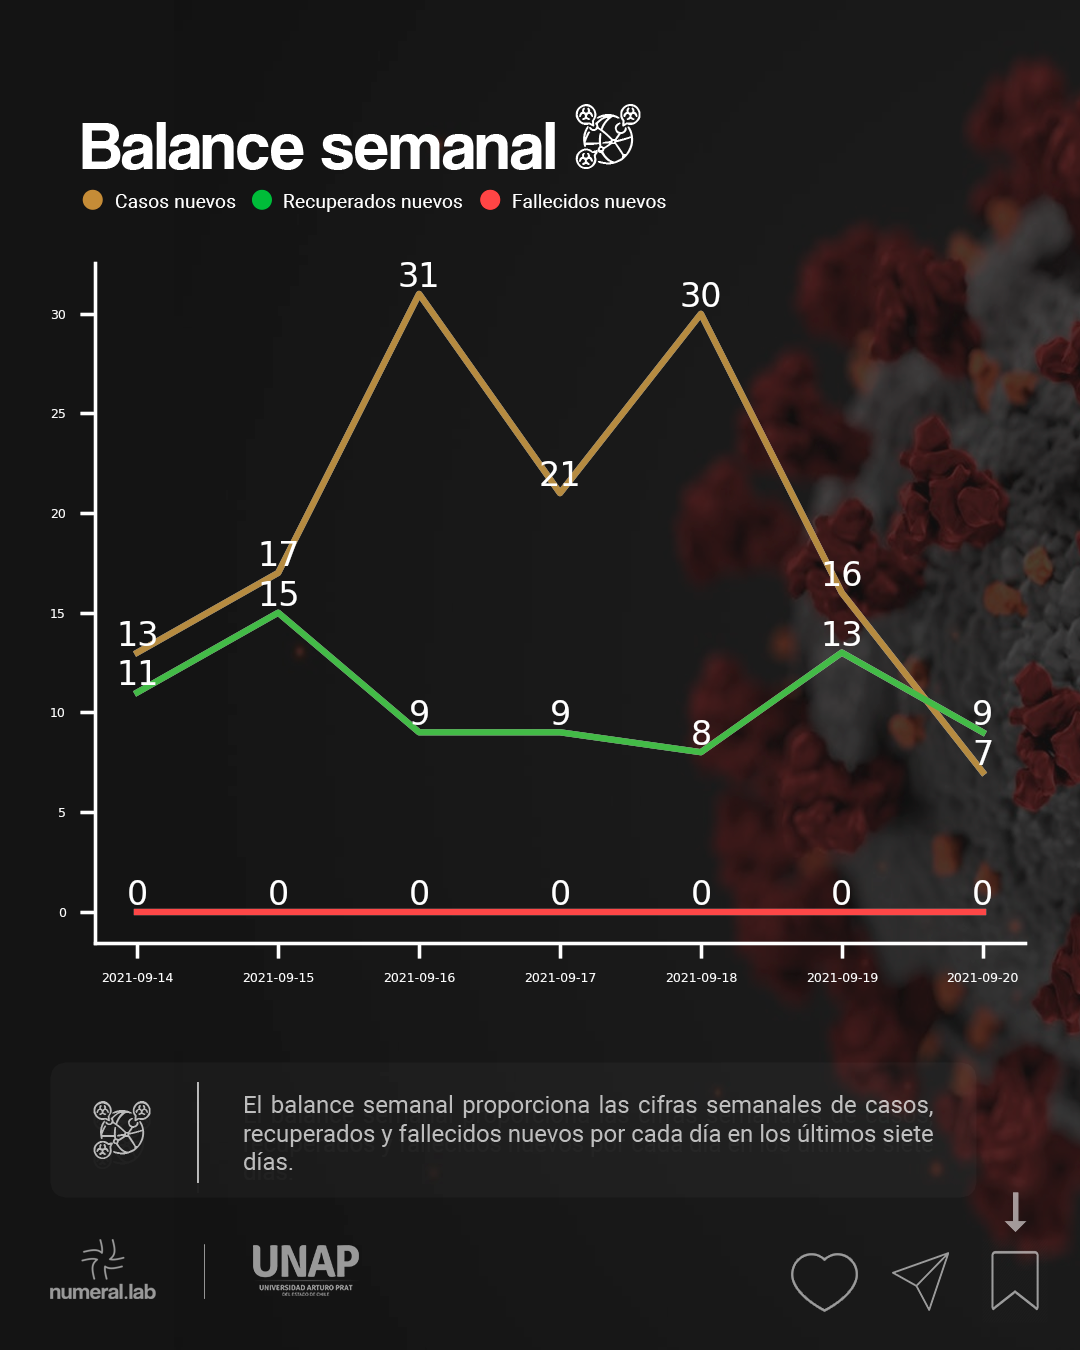 Balance semanal
Casos nuevos Recuperados nuevos Fallecidos nuevos
31
30
30
25
21
20
17
16
15
15
13
13
11
10
9
9
9
8
7
5
0 0 0 0 0 0 0
0
2021-09-14 2021-09-15 2021-09-16 2021-09-17 2021-09-18 2021-09-19 2021-09-20
El balance semanal proporciona las cifras semanales de casos,
recuperados y fallecidos nuevos por cada día en los últimos siete
días.
numeral.lab
UNAP
UNIVERSIDAD ARTURO PRAT
DEL ESTADO DE CHILE